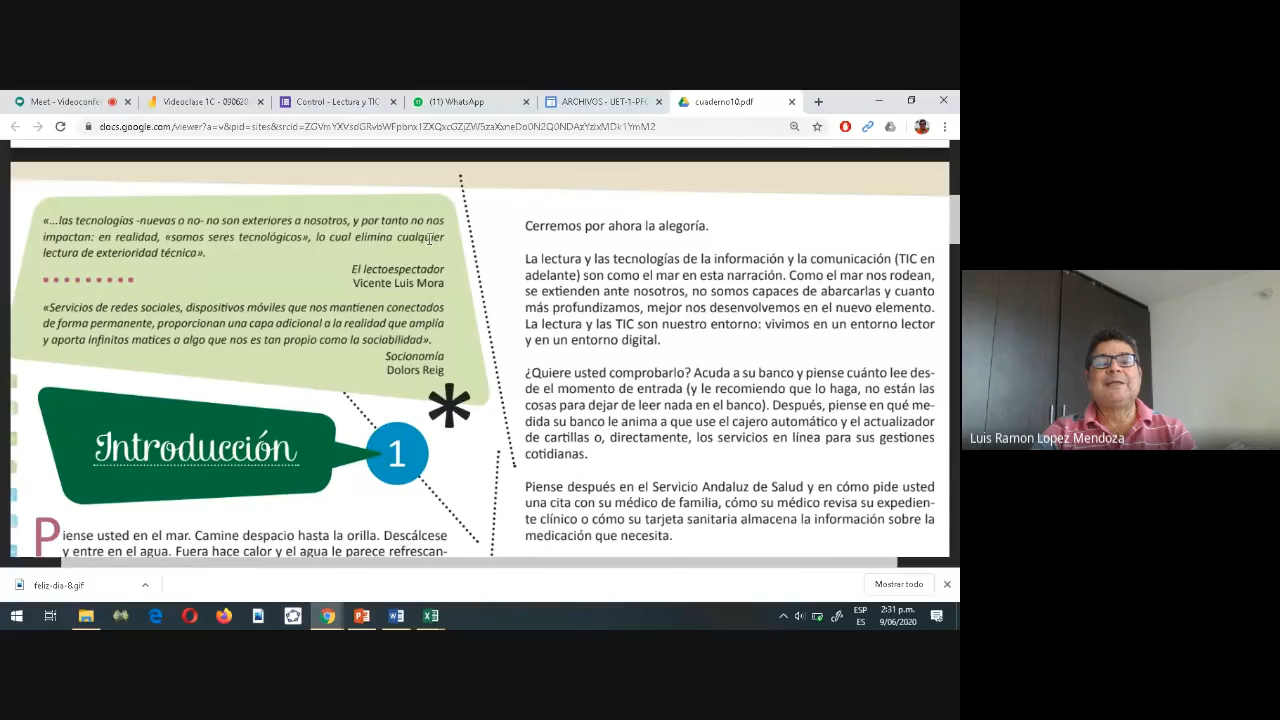 Meet - Videoconfe
Videoclase 1C - 090620
Control - Lectura y TIC
(11) WhatsApp
ARCHIVOS - UET-1-PFC
cuaderno10.pdf
«...las tecnologías -nuevas o no- no son exteriores a nosotros, y por tanto no nos
impactan: en realidad, «somos seres tecnológicos», lo cual elimina cualquier
lectura de exterioridad técnica».
El lectoespectador
Vicente Luis Mora
«Servicios de redes sociales, dispositivos móviles que nos mantienen conectados
de forma permanente, proporcionan una capa adicional a la realidad que amplía
y aporta infinitos matices a algo que nos es tan propio como la sociabilidad».
Socionomía
Dolors Reig
*
Introducción
1
Piense usted en el mar. Camine despacio hasta la orilla. Descálcese
y entre en el agua. Fuera hace calor y el agua le parece refrescan-
Cerremos por ahora la alegoría.
La lectura y las tecnologías de la información y la comunicación (TIC en
adelante) son como el mar en esta narración. Como el mar nos rodean,
se extienden ante nosotros, no somos capaces de abarcarlas y cuanto
más profundizamos, mejor nos desenvolvemos en el nuevo elemento.
La lectura y las TIC son nuestro entorno: vivimos en un entorno lector
y en un entorno digital.
¿Quiere usted comprobarlo? Acuda a su banco y piense cuánto lee des-
de el momento de entrada (y le recomiendo que lo haga, no están las
cosas para dejar de leer nada en el banco). Después, piense en qué me-
dida su banco le anima a que use el cajero automático y el actualizador
de cartillas o, directamente, los servicios en línea para sus gestiones
cotidianas.
Piense después en el Servicio Andaluz de Salud y en cómo pide usted
una cita con su médico de familia, cómo su médico revisa su expedien-
te clínico o cómo su tarjeta sanitaria almacena la información sobre la
medicación que necesita.
Luis Ramon Lopez Mendoza
feliz-dia-8.gif
Mostrar todo
ESP
ES
2:31 p.m.
9/06/2020